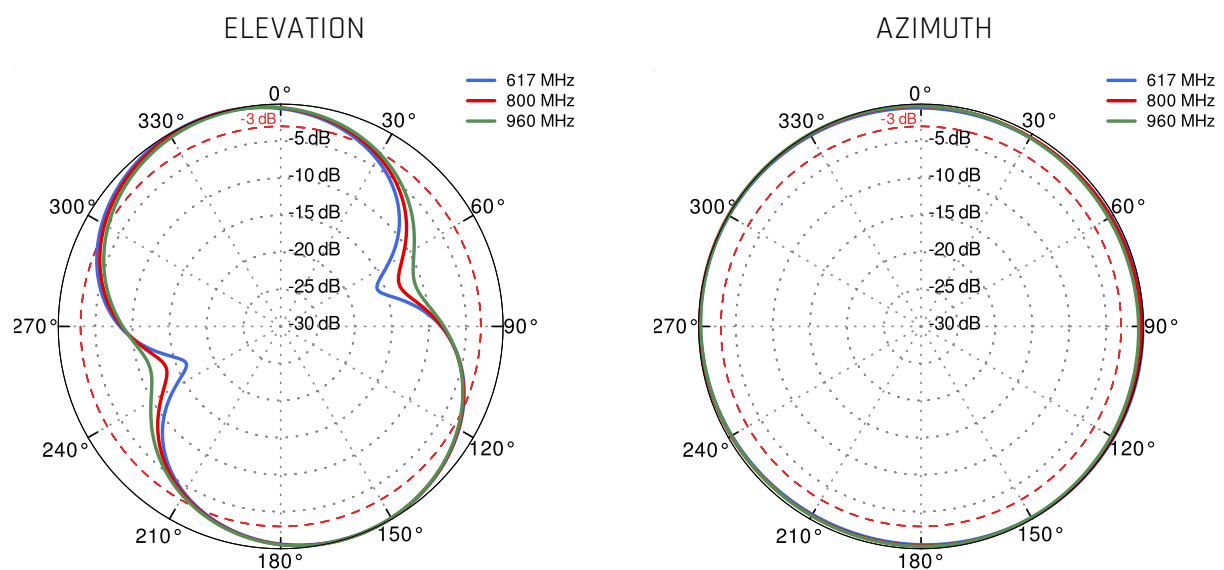 ELEVATION
617 MHz
800 MHz
960 MHz
0°
30°
60°
90°
120°
150°
180°
210°
240°
270°
300°
330°
-3 dB
-5 dB
-10 dB
-15 dB
-20 dB
-25 dB
-30 dB
AZIMUTH
617 MHz
800 MHz
960 MHz
0°
30°
60°
90°
120°
150°
180°
210°
240°
270°
300°
330°
-3 dB
-5 dB
-10 dB
-15 dB
-20 dB
-25 dB
-30 dB